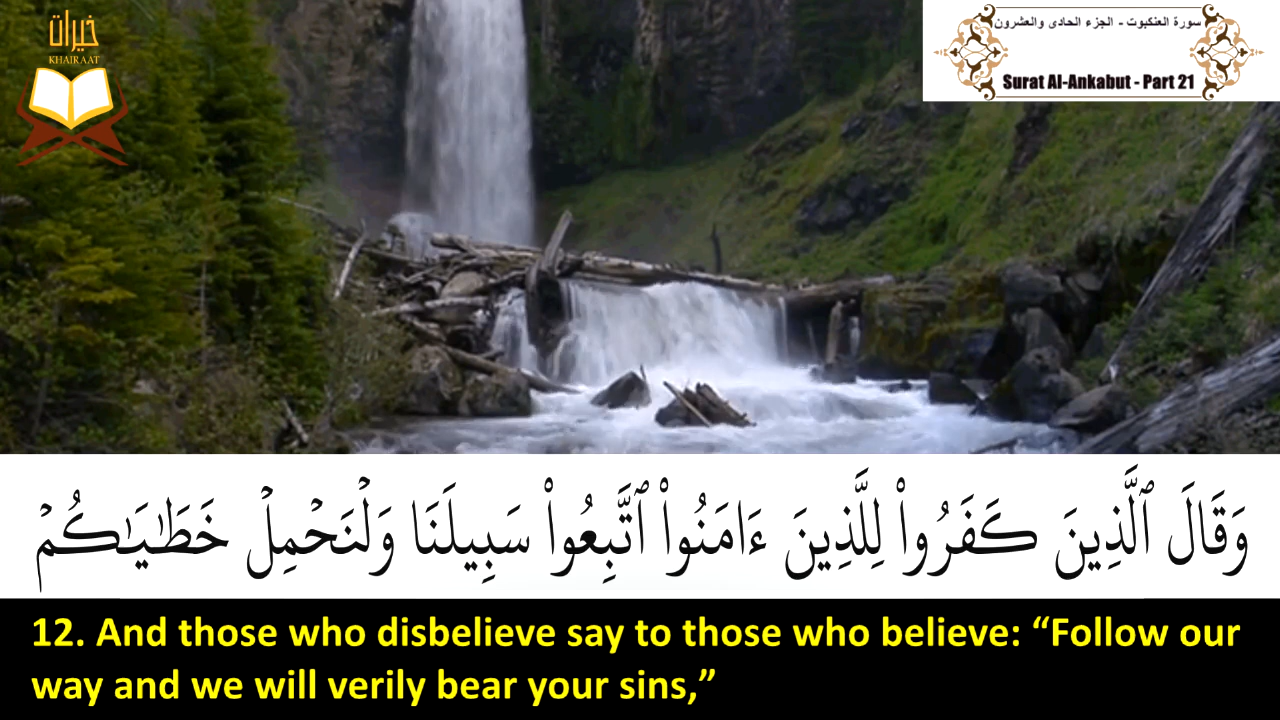 خيرات
KHAIRAAT
سورة العنكبوت - الجزء الحادى والعشرون
Surat Al-Ankabut - Part 21
وَقَالَ ٱلَّذِينَ كَفَرُوا۟ لِلَّذِينَ ءَامَنُوا۟ ٱتَّبِعُوا۟ سَبِيلَنَا وَلْنَحْمِلْ خَطَـٰيَـٰكُمْ
12. And those who disbelieve say to those who believe: “Follow our
way and we will verily bear your sins,”